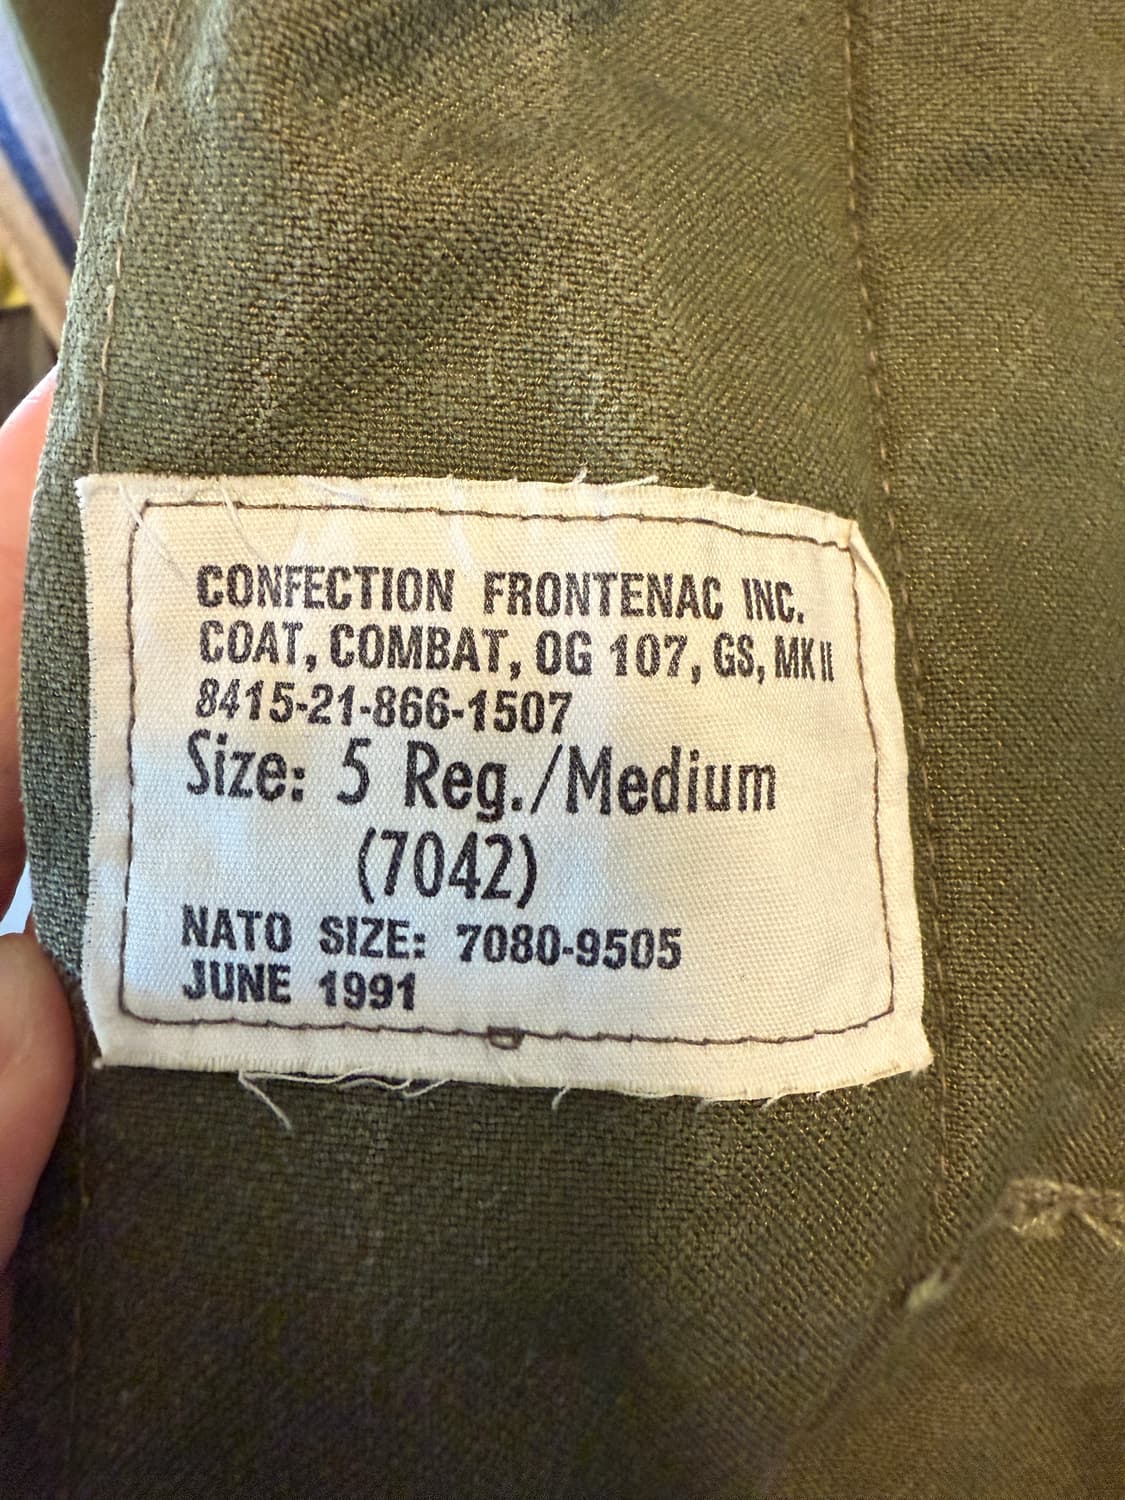 CONFECTION FRONTENAC INC.
COAT, COMBAT, OG 107, GS, MK II
8415-21-866-1507
Size: 5 Reg./Medium
(7042)
NATO SIZE: 7080-9505
JUNE 1991